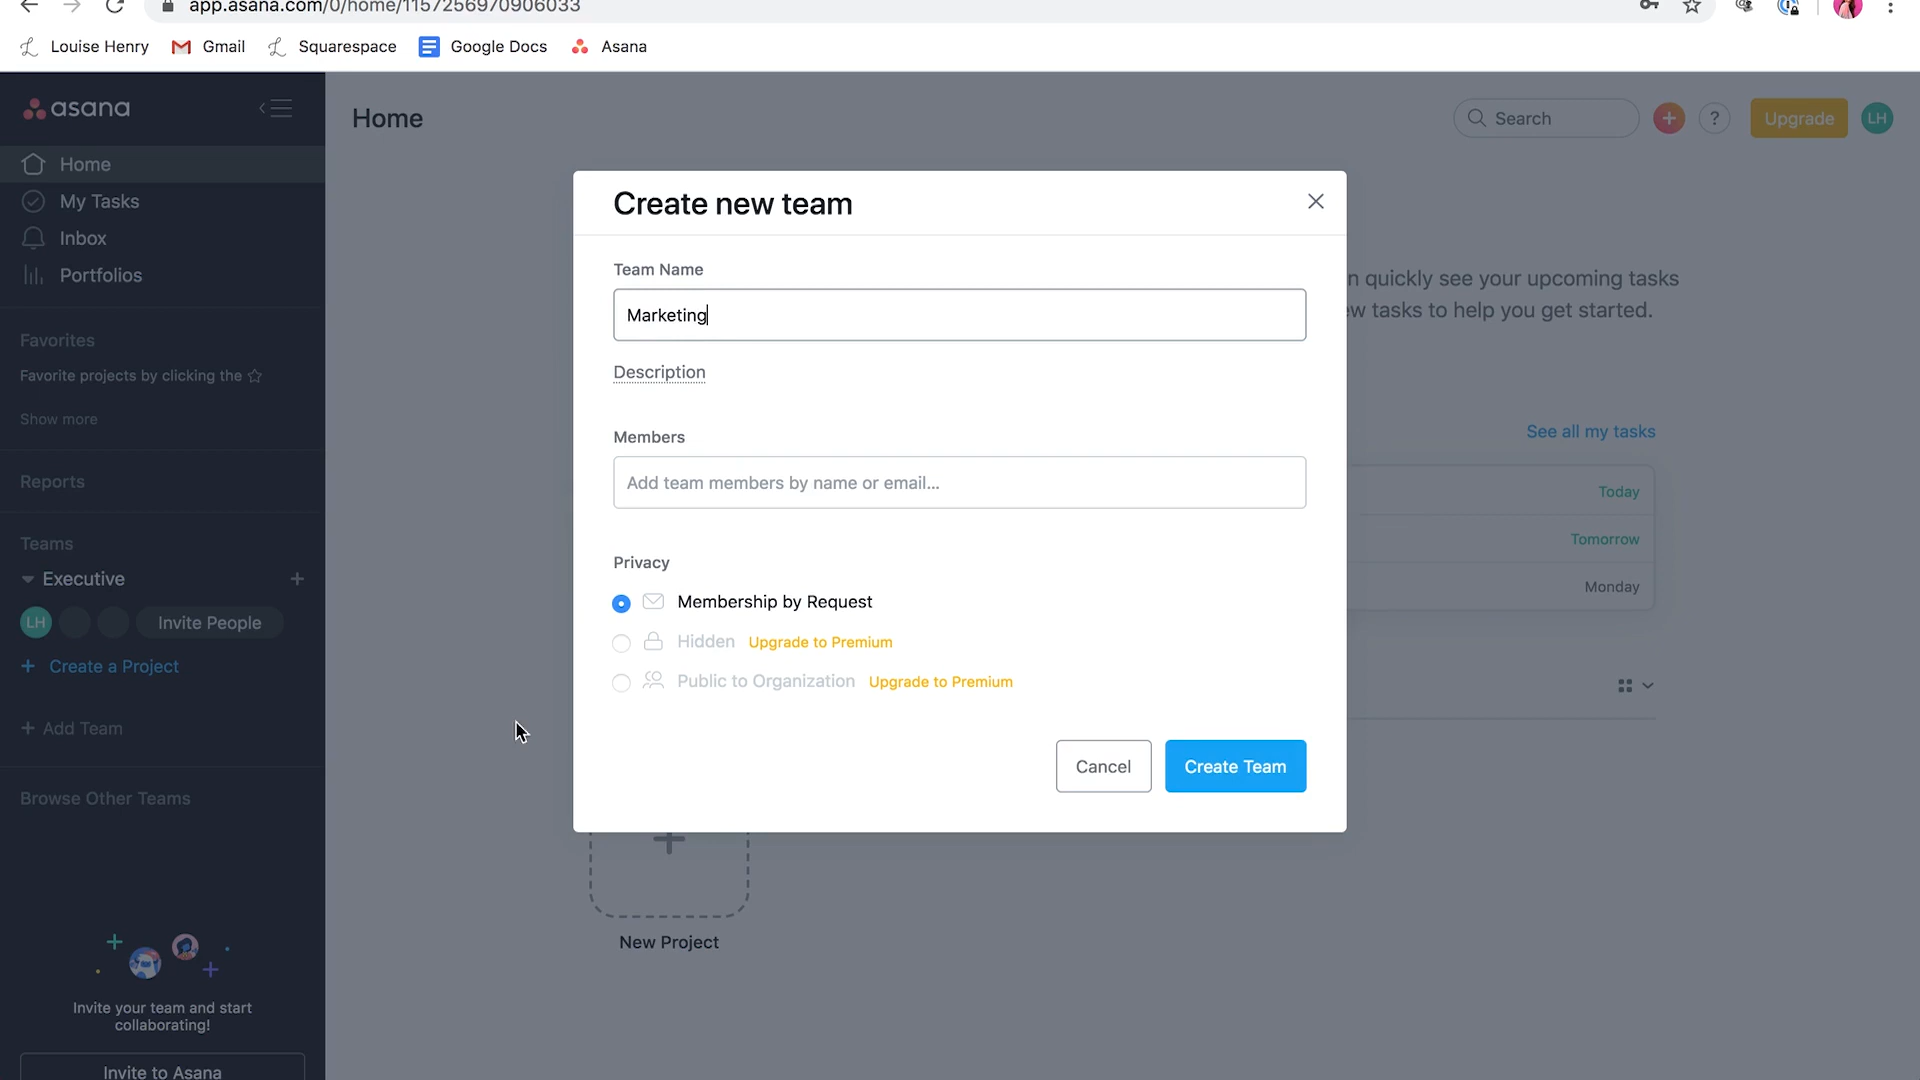 app.asana.com/0/home/1157256970906033
Louise Henry
Gmail
Squarespace
Google Docs
Asana
asana
Home
Search
+
?
Upgrade
LH
Home
My Tasks
Inbox
Portfolios
Favorites
Favorite projects by clicking the
Show more
Reports
Teams
Executive
+
LH
Invite People
+ Create a Project
+ Add Team
Browse Other Teams
Invite your team and start
collaborating!
Invite to Asana
Create new team
Team Name
Marketing
Description
Members
Add team members by name or email...
Privacy
Membership by Request
Hidden Upgrade to Premium
Public to Organization Upgrade to Premium
Cancel
Create Team
n quickly see your upcoming tasks
w tasks to help you get started.
See all my tasks
Today
Tomorrow
Monday
New Project